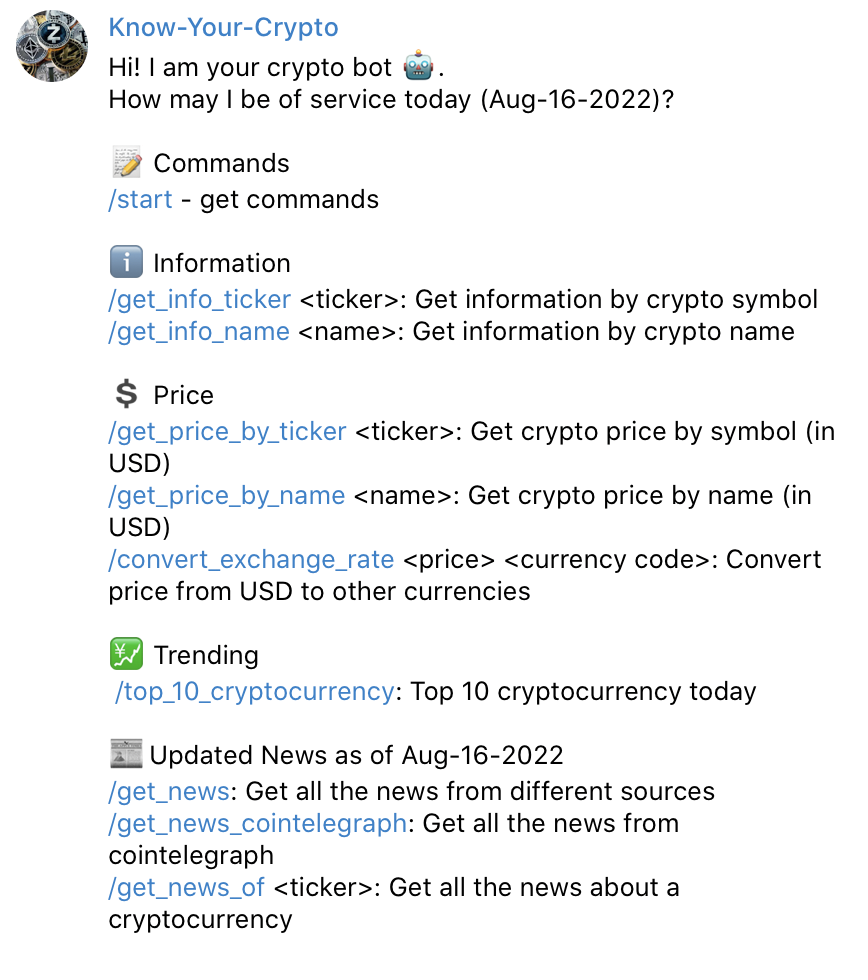 Know-Your-Crypto
Hi! I am your crypto bot 🤖.
How may I be of service today (Aug-16-2022)?
📝 Commands
/start - get commands
ℹ️ Information
/get_info_ticker <ticker>: Get information by crypto symbol
/get_info_name <name>: Get information by crypto name
💲 Price
/get_price_by_ticker <ticker>: Get crypto price by symbol (in
USD)
/get_price_by_name <name>: Get crypto price by name (in
USD)
/convert_exchange_rate <price> <currency code>: Convert
price from USD to other currencies
💹 Trending
/top_10_cryptocurrency: Top 10 cryptocurrency today
📰 Updated News as of Aug-16-2022
/get_news: Get all the news from different sources
/get_news_cointelegraph: Get all the news from
cointelegraph
/get_news_of <ticker>: Get all the news about a
cryptocurrency